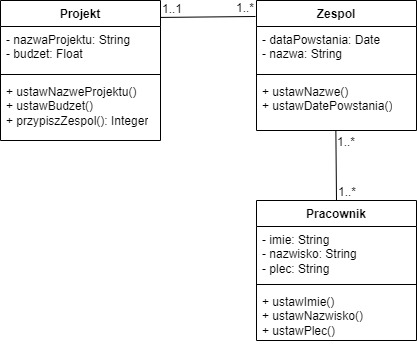 Projekt
- nazwaProjektu: String
- budzet: Float
+ ustawNazweProjektu()
+ ustawBudzet()
+ przypiszZespol(): Integer
1..1
1..*
Zespol
- dataPowstania: Date
- nazwa: String
+ ustawNazwe()
+ ustawDatePowstania()
1..*
1..*
Pracownik
- imie: String
- nazwisko: String
- plec: String
+ ustawImie()
+ ustawNazwisko()
+ ustawPlec()